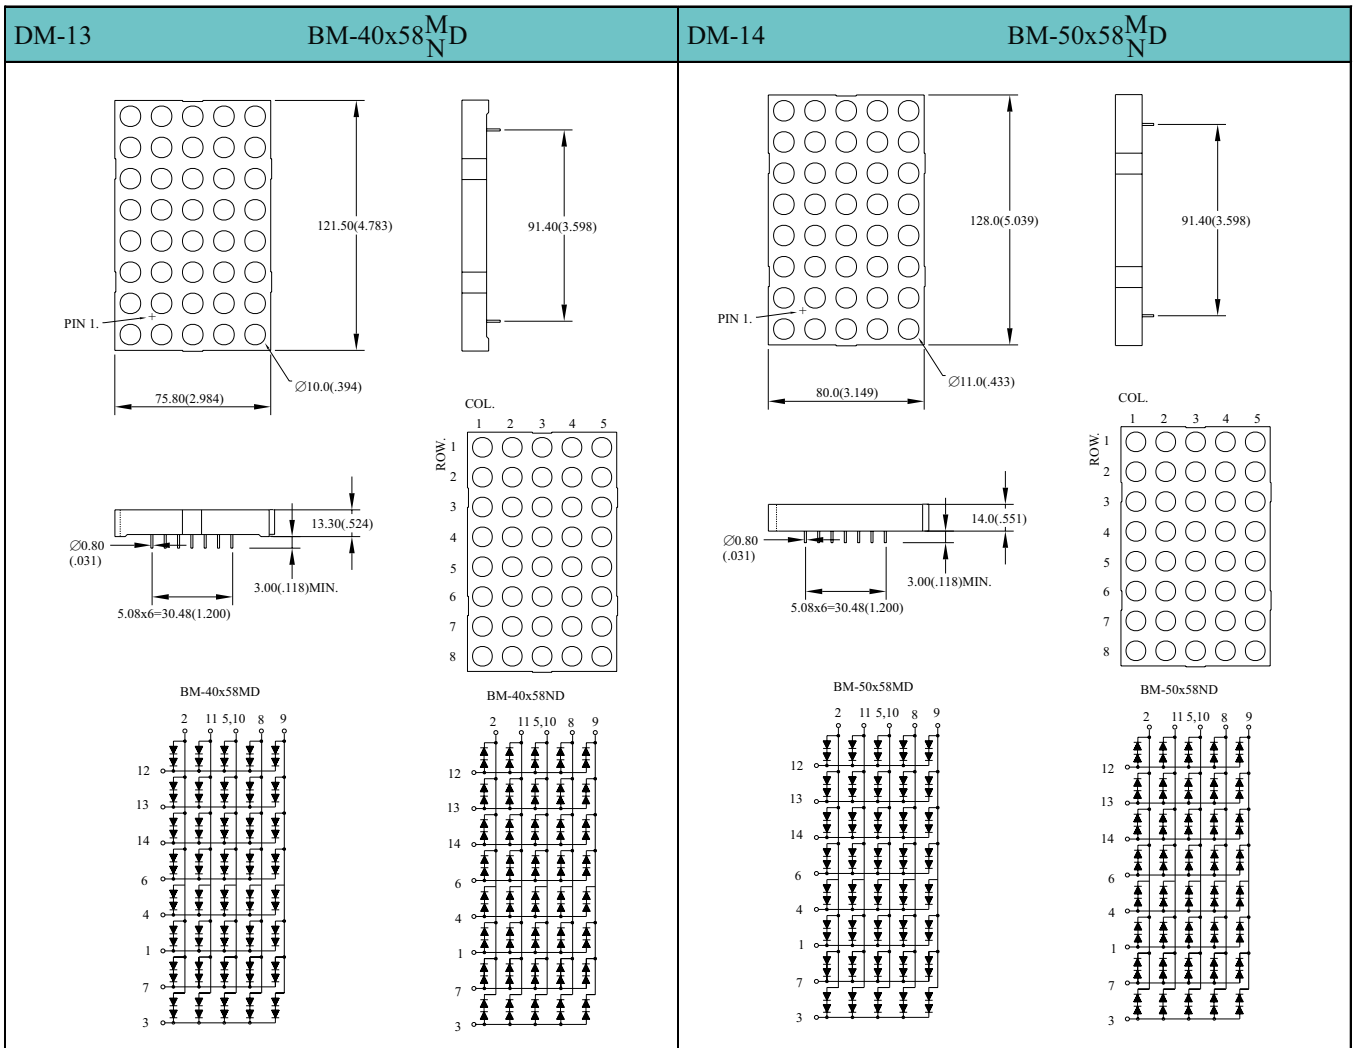 DM-13 BM-40x58M/ND
DM-14 BM-50x58M/ND
121.50(4.783)
91.40(3.598)
PIN 1.
Ø10.0(.394)
75.80(2.984)
COL.
1 2 3 4 5
ROW.
1
2
3
4
5
6
7
8
13.30(.524)
Ø0.80
(.031)
3.00(.118)MIN.
5.08x6=30.48(1.200)
BM-40x58MD
2 11 5,10 8 9
12
13
14
6
4
1
7
3
BM-40x58ND
2 11 5,10 8 9
12
13
14
6
4
1
7
3
128.0(5.039)
91.40(3.598)
PIN 1.
Ø11.0(.433)
80.0(3.149)
COL.
1 2 3 4 5
ROW.
1
2
3
4
5
6
7
8
14.0(.551)
Ø0.80
(.031)
3.00(.118)MIN.
5.08x6=30.48(1.200)
BM-50x58MD
2 11 5,10 8 9
12
13
14
6
4
1
7
3
BM-50x58ND
2 11 5,10 8 9
12
13
14
6
4
1
7
3